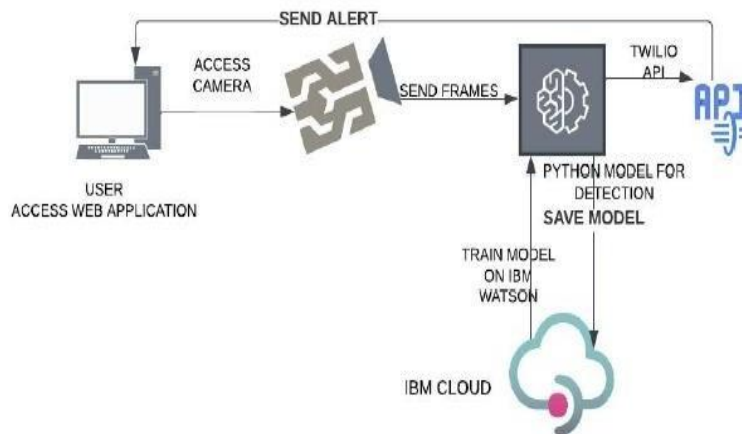 SEND ALERT
ACCESS
CAMERA
SEND FRAMES
TWILIO
API
API
USER
ACCESS WEB APPLICATION
PYTHON MODEL FOR
DETECTION
SAVE MODEL
TRAIN MODEL
ON IBM
WATSON
IBM CLOUD